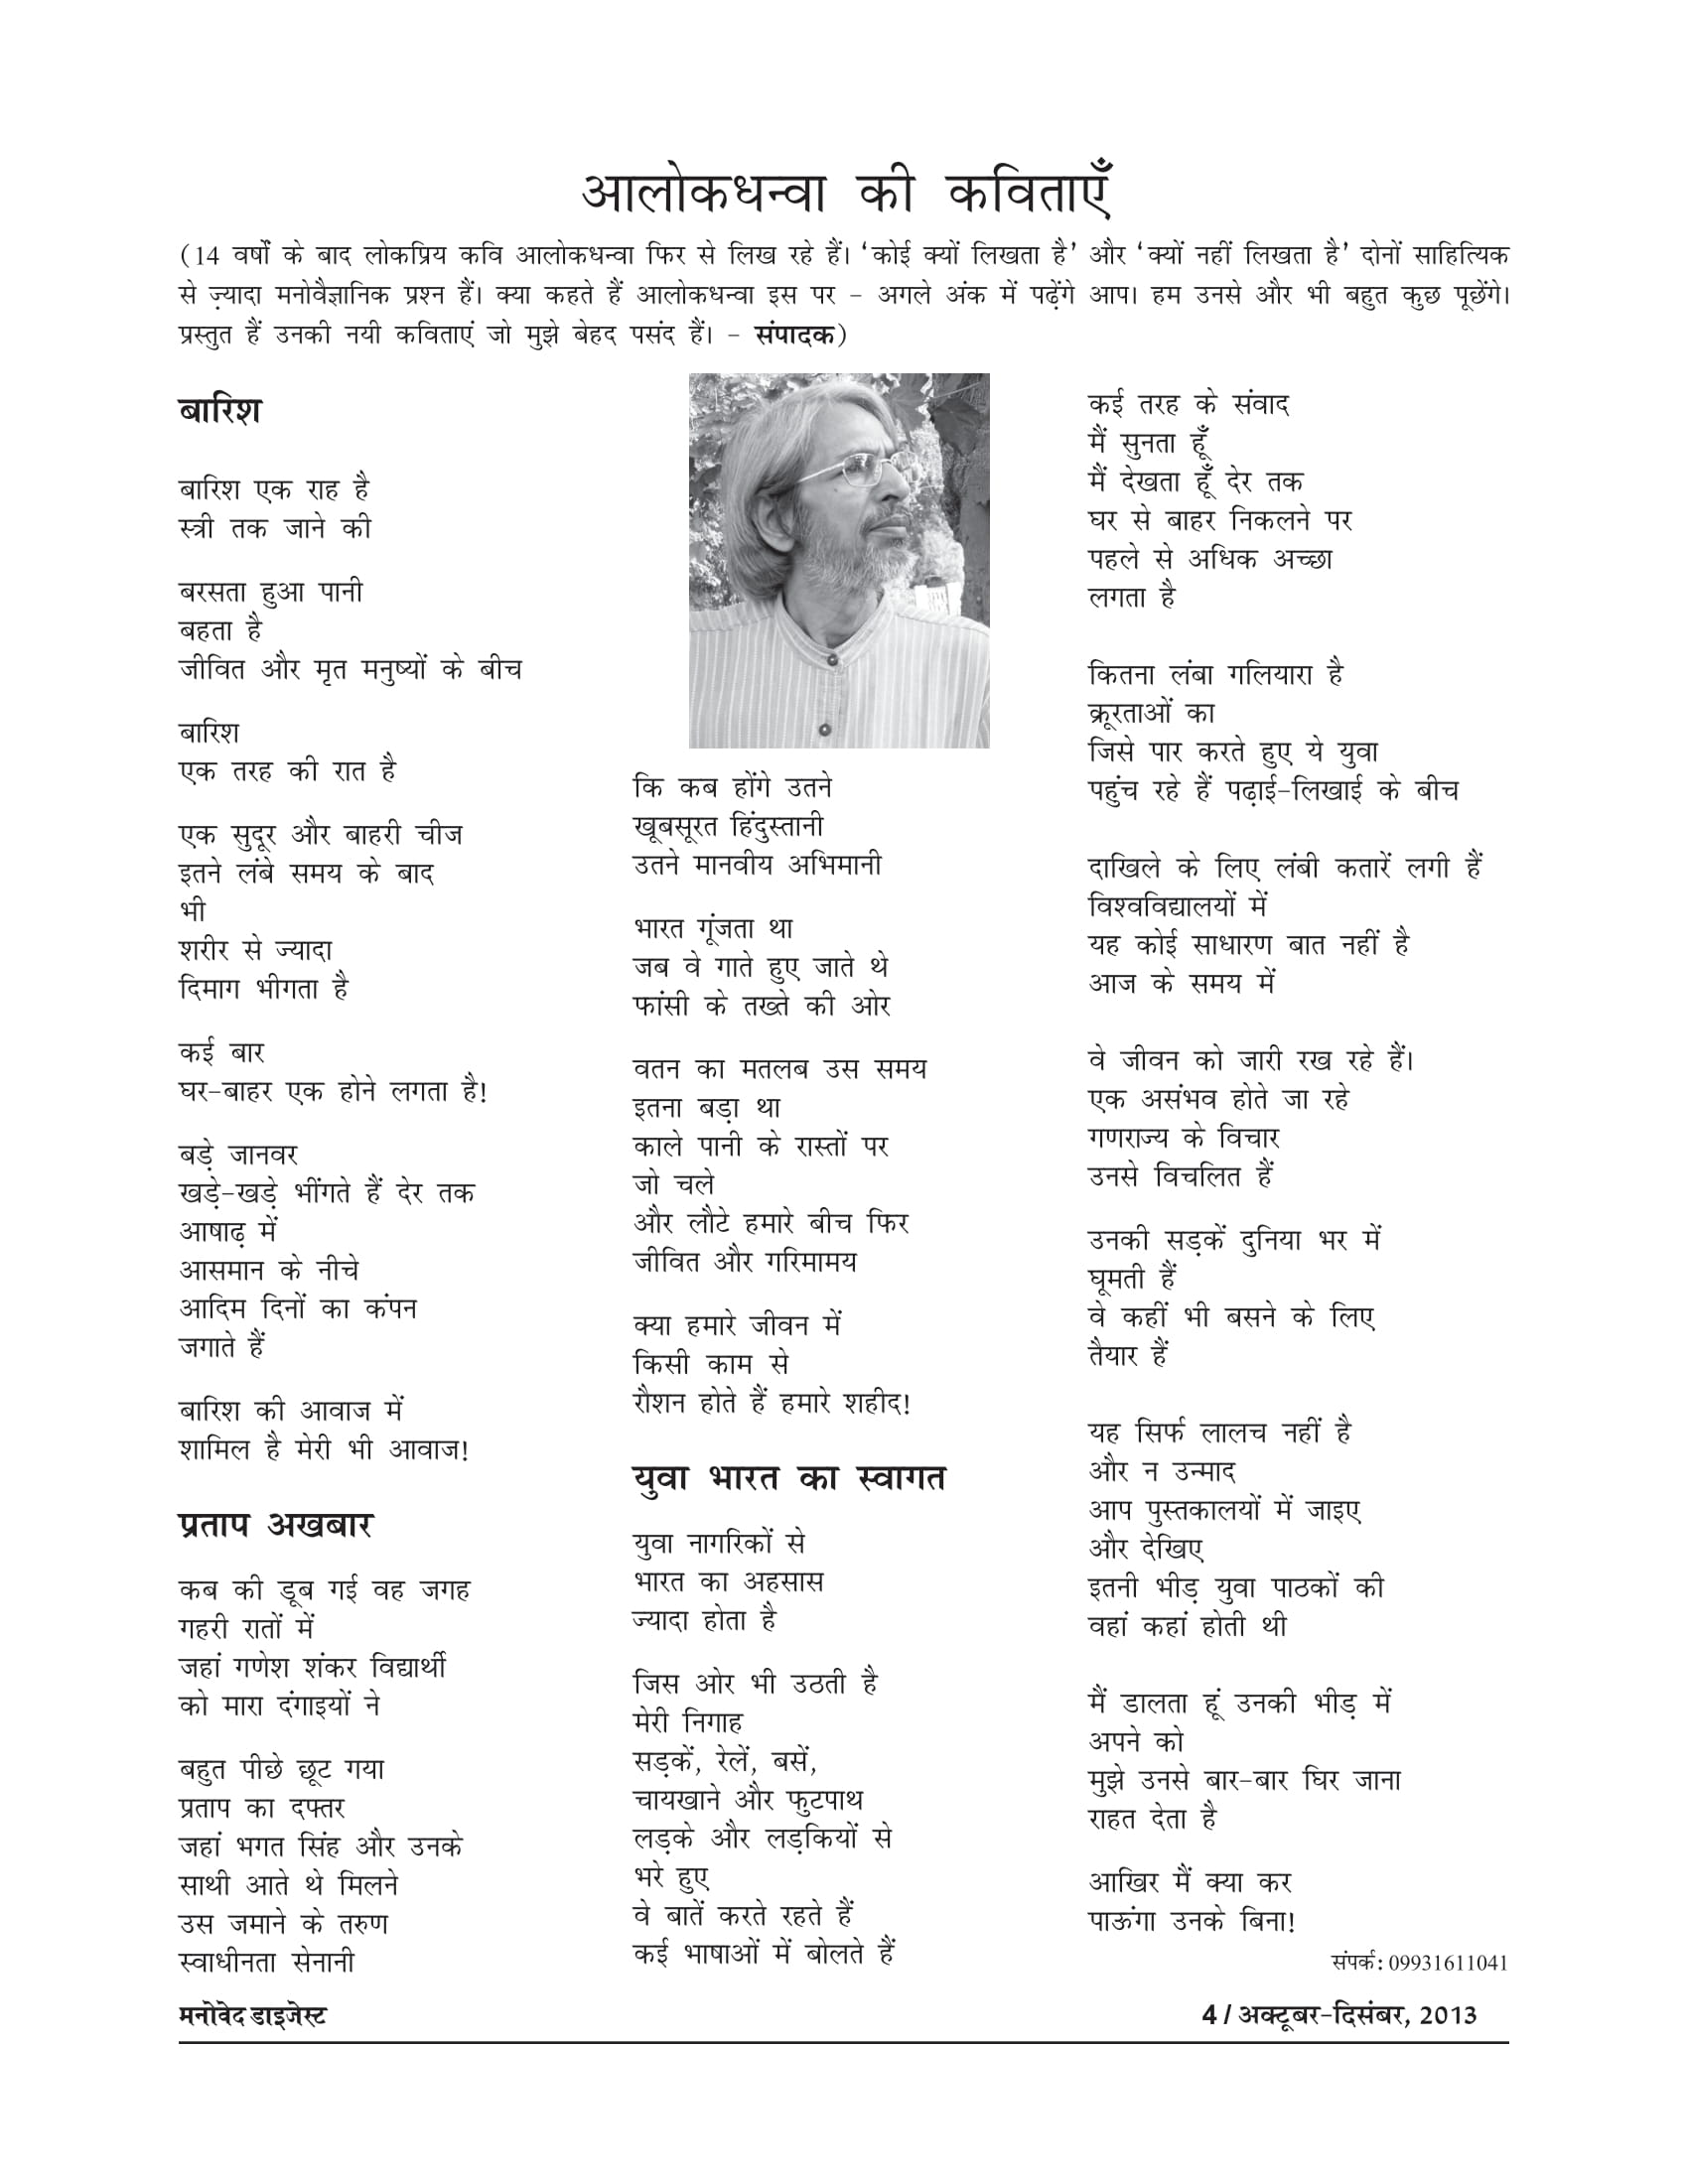 आलोकधन्वा की कविताएँ
(14 वर्षों के बाद लोकप्रिय कवि आलोकधन्वा फिर से लिख रहे हैं। ‘कोई क्यों लिखता है’ और ‘क्यों नहीं लिखता है’ दोनों साहित्यिक
से ज़्यादा मनोवैज्ञानिक प्रश्न हैं। क्या कहते हैं आलोकधन्वा इस पर – अगले अंक में पढ़ेंगे आप। हम उनसे और भी बहुत कुछ पूछेंगे।
प्रस्तुत हैं उनकी नयी कविताएं जो मुझे बेहद पसंद हैं। – संपादक)
बारिश
बारिश एक राह है
स्त्री तक जाने की
बरसता हुआ पानी
बहता है
जीवित और मृत मनुष्यों के बीच
बारिश
एक तरह की रात है
एक सुदूर और बाहरी चीज
इतने लंबे समय के बाद
भी
शरीर से ज्यादा
दिमाग भीगता है
कई बार
घर-बाहर एक होने लगता है!
बड़े जानवर
खड़े-खड़े भींगते हैं देर तक
आषाढ़ में
आसमान के नीचे
आदिम दिनों का कंपन
जगाते हैं
बारिश की आवाज में
शामिल है मेरी भी आवाज!
प्रताप अखबार
कब की डूब गई वह जगह
गहरी रातों में
जहां गणेश शंकर विद्यार्थी
को मारा दंगाइयों ने
बहुत पीछे छूट गया
प्रताप का दफ्तर
जहां भगत सिंह और उनके
साथी आते थे मिलने
उस जमाने के तरुण
स्वाधीनता सेनानी
कि कब होंगे उतने
खूबसूरत हिंदुस्तानी
उतने मानवीय अभिमानी
भारत गूंजता था
जब वे गाते हुए जाते थे
फांसी के तख्ते की ओर
वतन का मतलब उस समय
इतना बड़ा था
काले पानी के रास्तों पर
जो चले
और लौटे हमारे बीच फिर
जीवित और गरिमामय
क्या हमारे जीवन में
किसी काम से
रौशन होते हैं हमारे शहीद!
युवा भारत का स्वागत
युवा नागरिकों से
भारत का अहसास
ज्यादा होता है
जिस ओर भी उठती है
मेरी निगाह
सड़कें, रेलें, बसें,
चायखाने और फुटपाथ
लड़के और लड़कियों से
भरे हुए
वे बातें करते रहते हैं
कई भाषाओं में बोलते हैं
कई तरह के संवाद
मैं सुनता हूँ
मैं देखता हूँ देर तक
घर से बाहर निकलने पर
पहले से अधिक अच्छा
लगता है
कितना लंबा गलियारा है
क्रूरताओं का
जिसे पार करते हुए ये युवा
पहुंच रहे हैं पढ़ाई-लिखाई के बीच
दाखिले के लिए लंबी कतारें लगी हैं
विश्वविद्यालयों में
यह कोई साधारण बात नहीं है
आज के समय में
वे जीवन को जारी रख रहे हैं।
एक असंभव होते जा रहे
गणराज्य के विचार
उनसे विचलित हैं
उनकी सड़कें दुनिया भर में
घूमती हैं
वे कहीं भी बसने के लिए
तैयार हैं
यह सिर्फ लालच नहीं है
और न उन्माद
आप पुस्तकालयों में जाइए
और देखिए
इतनी भीड़ युवा पाठकों की
वहां कहां होती थी
मैं डालता हूं उनकी भीड़ में
अपने को
मुझे उनसे बार-बार घिर जाना
राहत देता है
आखिर मैं क्या कर
पाऊंगा उनके बिना!
संपर्क: 09931611041
मनोवेद डाइजेस्ट
4 / अक्टूबर-दिसंबर, 2013